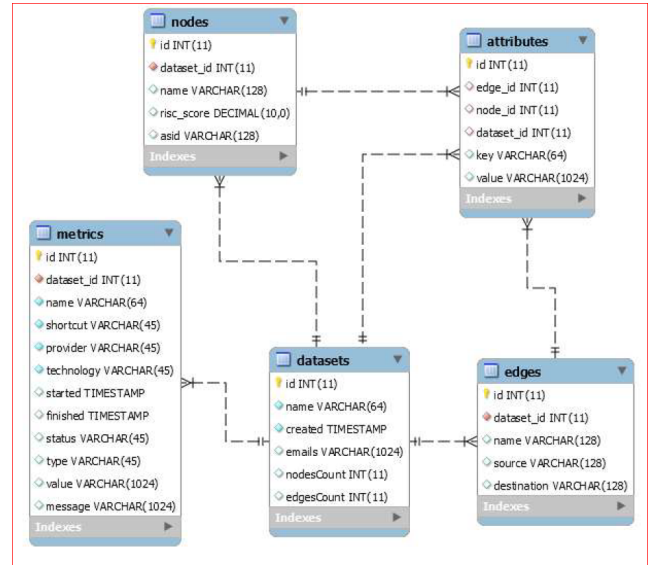 nodes
id INT(11)
dataset_id INT(11)
name VARCHAR(128)
risc_score DECIMAL(10,0)
asid VARCHAR(128)
Indexes
attributes
id INT(11)
edge_id INT(11)
node_id INT(11)
dataset_id INT(11)
key VARCHAR(64)
value VARCHAR(1024)
Indexes
metrics
id INT(11)
dataset_id INT(11)
name VARCHAR(64)
shortcut VARCHAR(45)
provider VARCHAR(45)
technology VARCHAR(45)
started TIMESTAMP
finished TIMESTAMP
status VARCHAR(45)
type VARCHAR(45)
value VARCHAR(1024)
message VARCHAR(1024)
Indexes
datasets
id INT(11)
name VARCHAR(64)
created TIMESTAMP
emails VARCHAR(1024)
nodesCount INT(11)
edgesCount INT(11)
Indexes
edges
id INT(11)
dataset_id INT(11)
name VARCHAR(128)
source VARCHAR(128)
destination VARCHAR(128)
Indexes